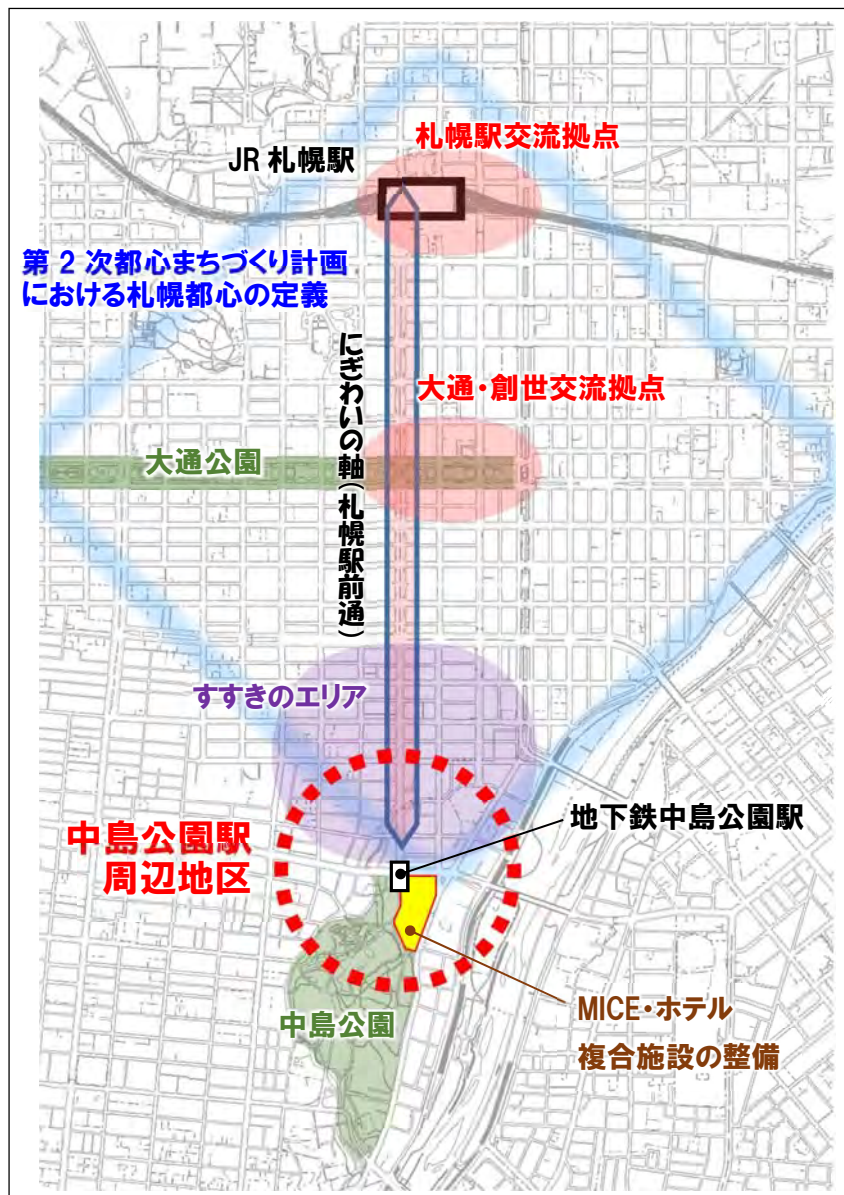 札幌駅交流拠点
JR 札幌駅
第 2 次都心まちづくり計画
における札幌都心の定義
にぎわいの軸(札幌駅前通)
大通・創世交流拠点
大通公園
すすきのエリア
地下鉄中島公園駅
中島公園駅
周辺地区
MICE・ホテル
複合施設の整備
中島公園